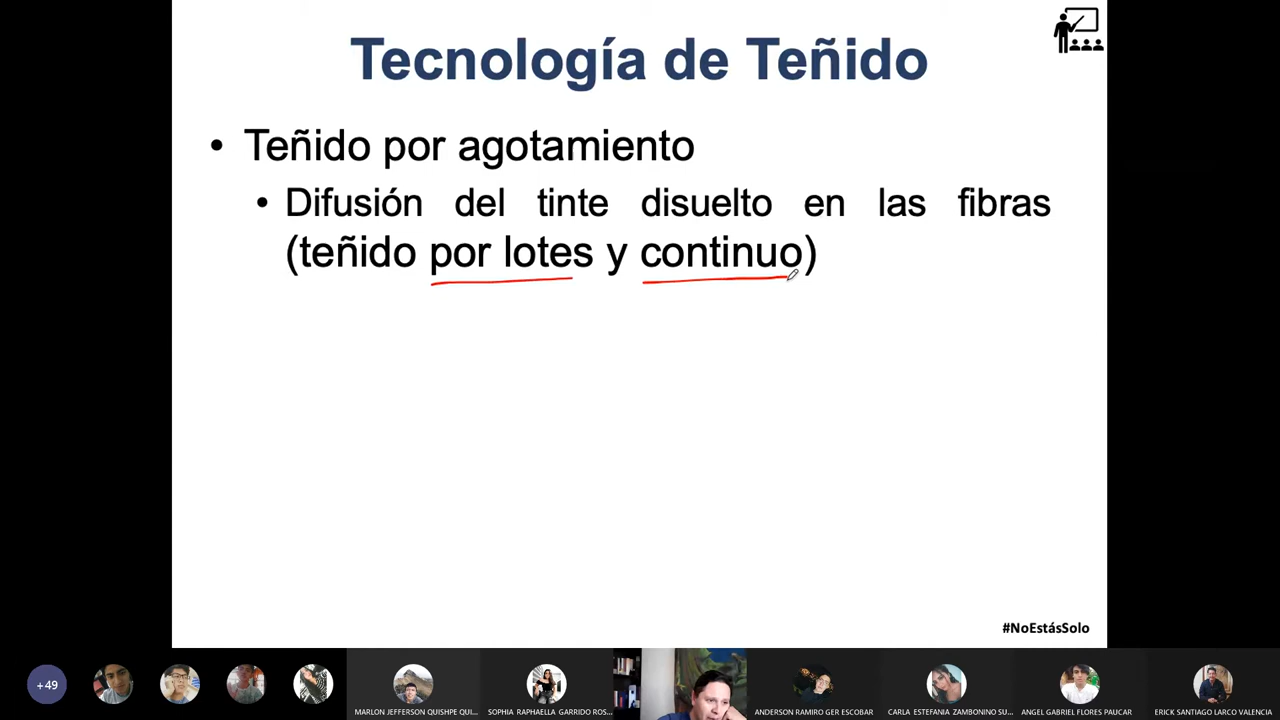 Tecnología de Teñido
• Teñido por agotamiento
• Difusión del tinte disuelto en las fibras
(teñido por lotes y continuo)
#NoEstásSolo
+49
MARLON JEFFERSON QUISHPE QUI...
SOPHIA RAPHAELLA GARRIDO ROS...
ANDERSON RAMIRO GER ESCOBAR
CARLA ESTEFANIA ZAMBONINO SU...
ANGEL GABRIEL FLORES PAUCAR
ERICK SANTIAGO LARCO VALENCIA